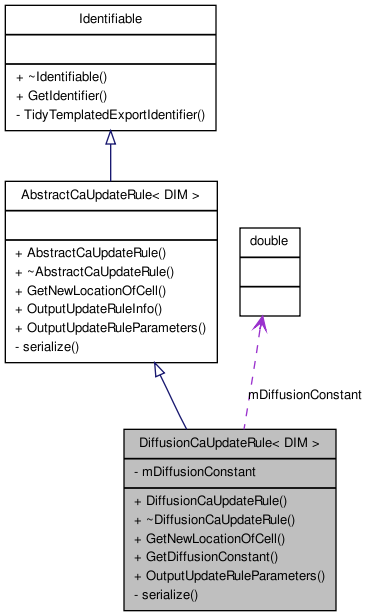 Identifiable
+ ~Identifiable()
+ GetIdentifier()
- TidyTemplatedExportIdentifier()
AbstractCaUpdateRule< DIM >
+ AbstractCaUpdateRule()
+ ~AbstractCaUpdateRule()
+ GetNewLocationOfCell()
+ OutputUpdateRuleInfo()
+ OutputUpdateRuleParameters()
- serialize()
double
mDiffusionConstant
DiffusionCaUpdateRule< DIM >
- mDiffusionConstant
+ DiffusionCaUpdateRule()
+ ~DiffusionCaUpdateRule()
+ GetNewLocationOfCell()
+ GetDiffusionConstant()
+ OutputUpdateRuleParameters()
- serialize()